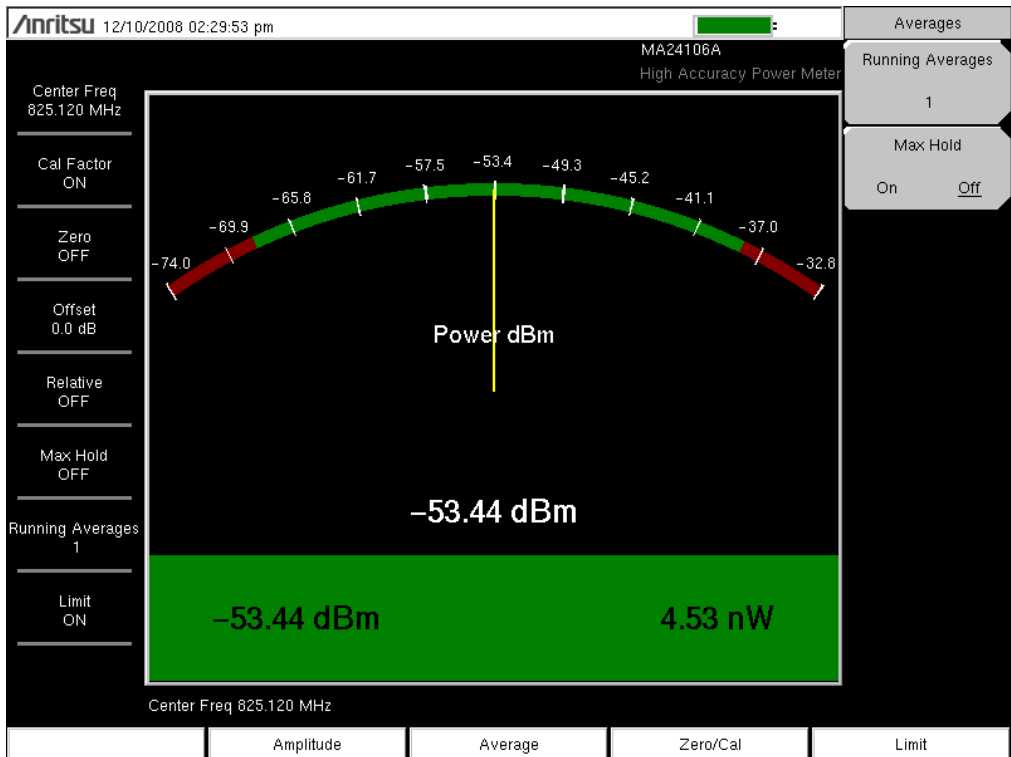 Anritsu 12/10/2008 02:29:53 pm
Averages
MA24106A
High Accuracy Power Meter
Running Averages
1
Max Hold
On Off
Center Freq
825.120 MHz
Cal Factor
ON
Zero
OFF
Offset
0.0 dB
Relative
OFF
Max Hold
OFF
Running Averages
1
Limit
ON
-74.0 -69.9 -65.8 -61.7 -57.5 -53.4 -49.3 -45.2 -41.1 -37.0 -32.8
Power dBm
-53.44 dBm
-53.44 dBm 4.53 nW
Center Freq 825.120 MHz
Amplitude Average Zero/Cal Limit